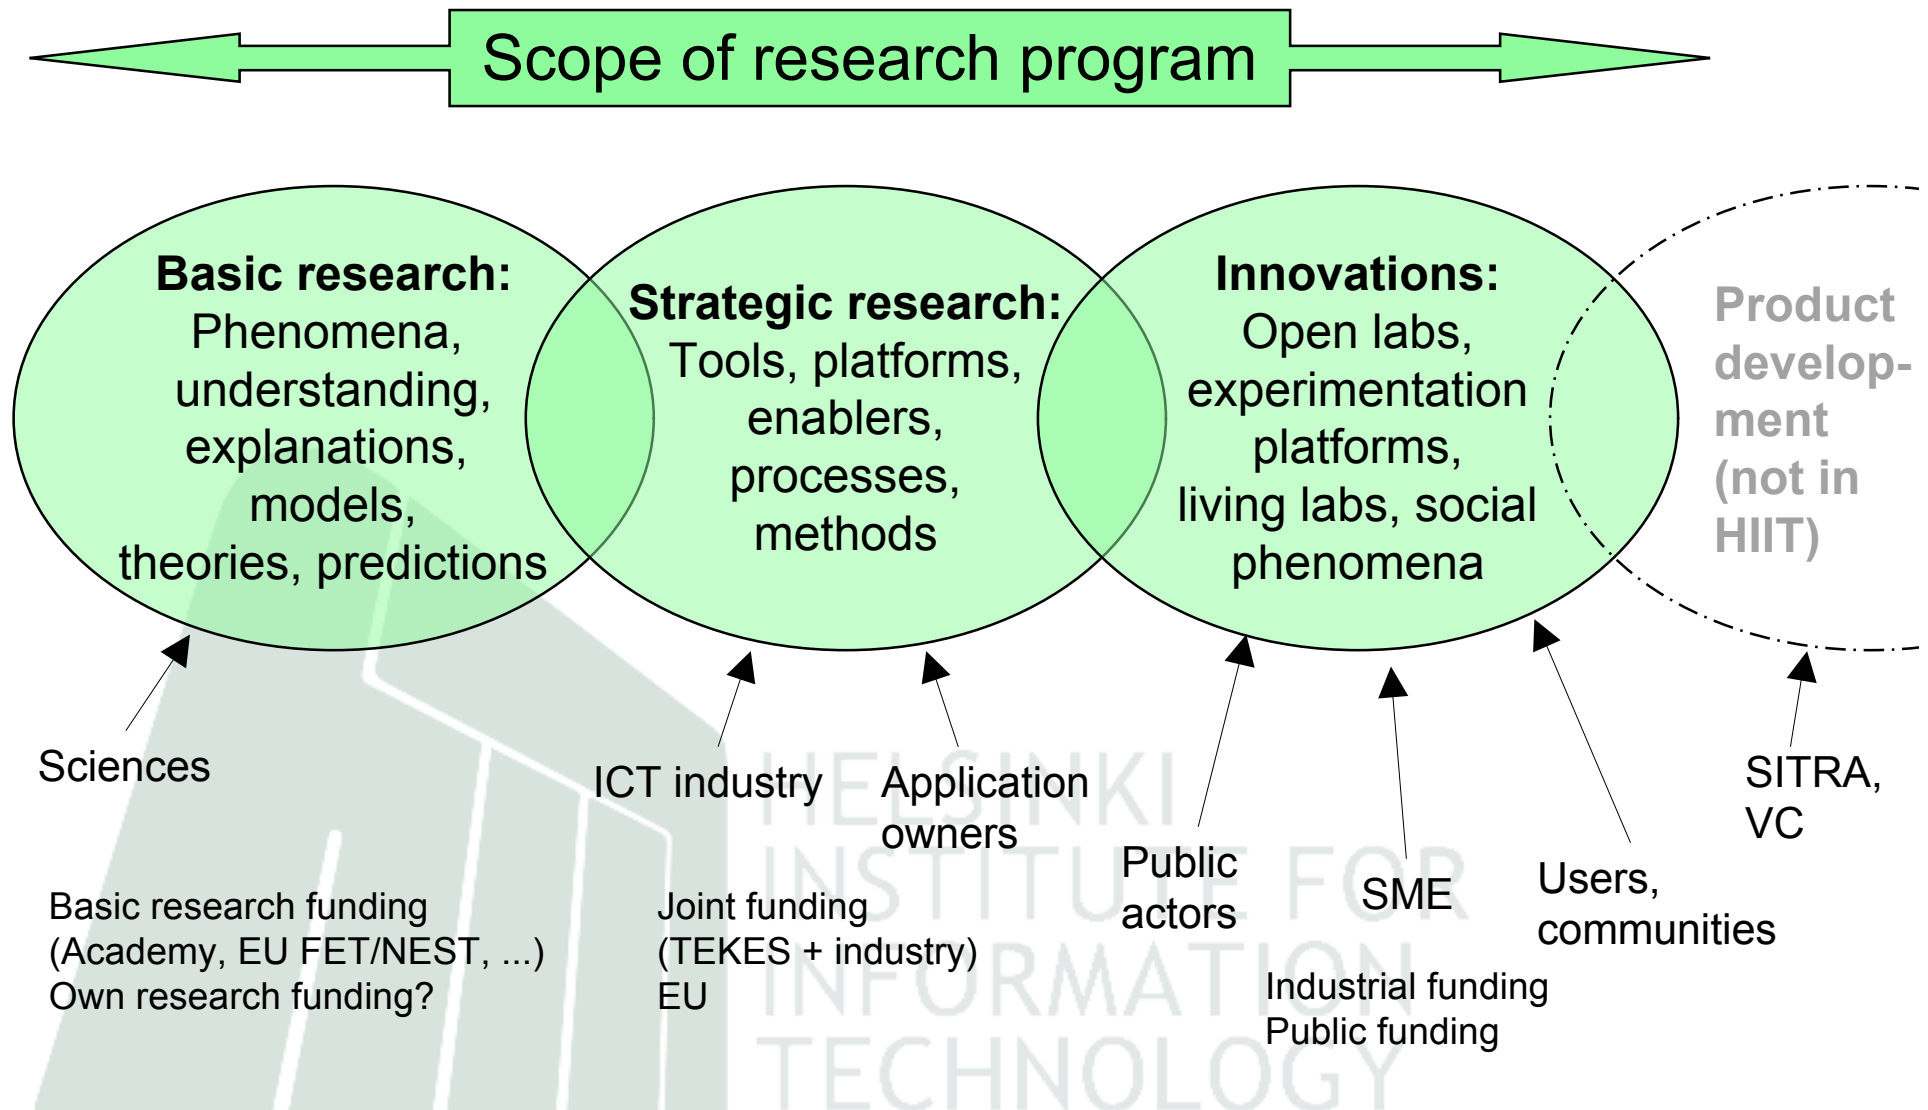 Scope of research program
Basic research:
Phenomena,
understanding,
explanations,
models,
theories, predictions
Strategic research:
Tools, platforms,
enablers,
processes,
methods
Innovations:
Open labs,
experimentation
platforms,
living labs, social
phenomena
Product
develop-
ment
(not in
HIIT)
Sciences
ICT industry
Application
owners
Public
actors
SME
Users,
communities
SITRA,
VC
Basic research funding
(Academy, EU FET/NEST, ...)
Own research funding?
Joint funding
(TEKES + industry)
EU
Industrial funding
Public funding
HELSINKI
INSTITUTE FOR
INFORMATION
TECHNOLOGY